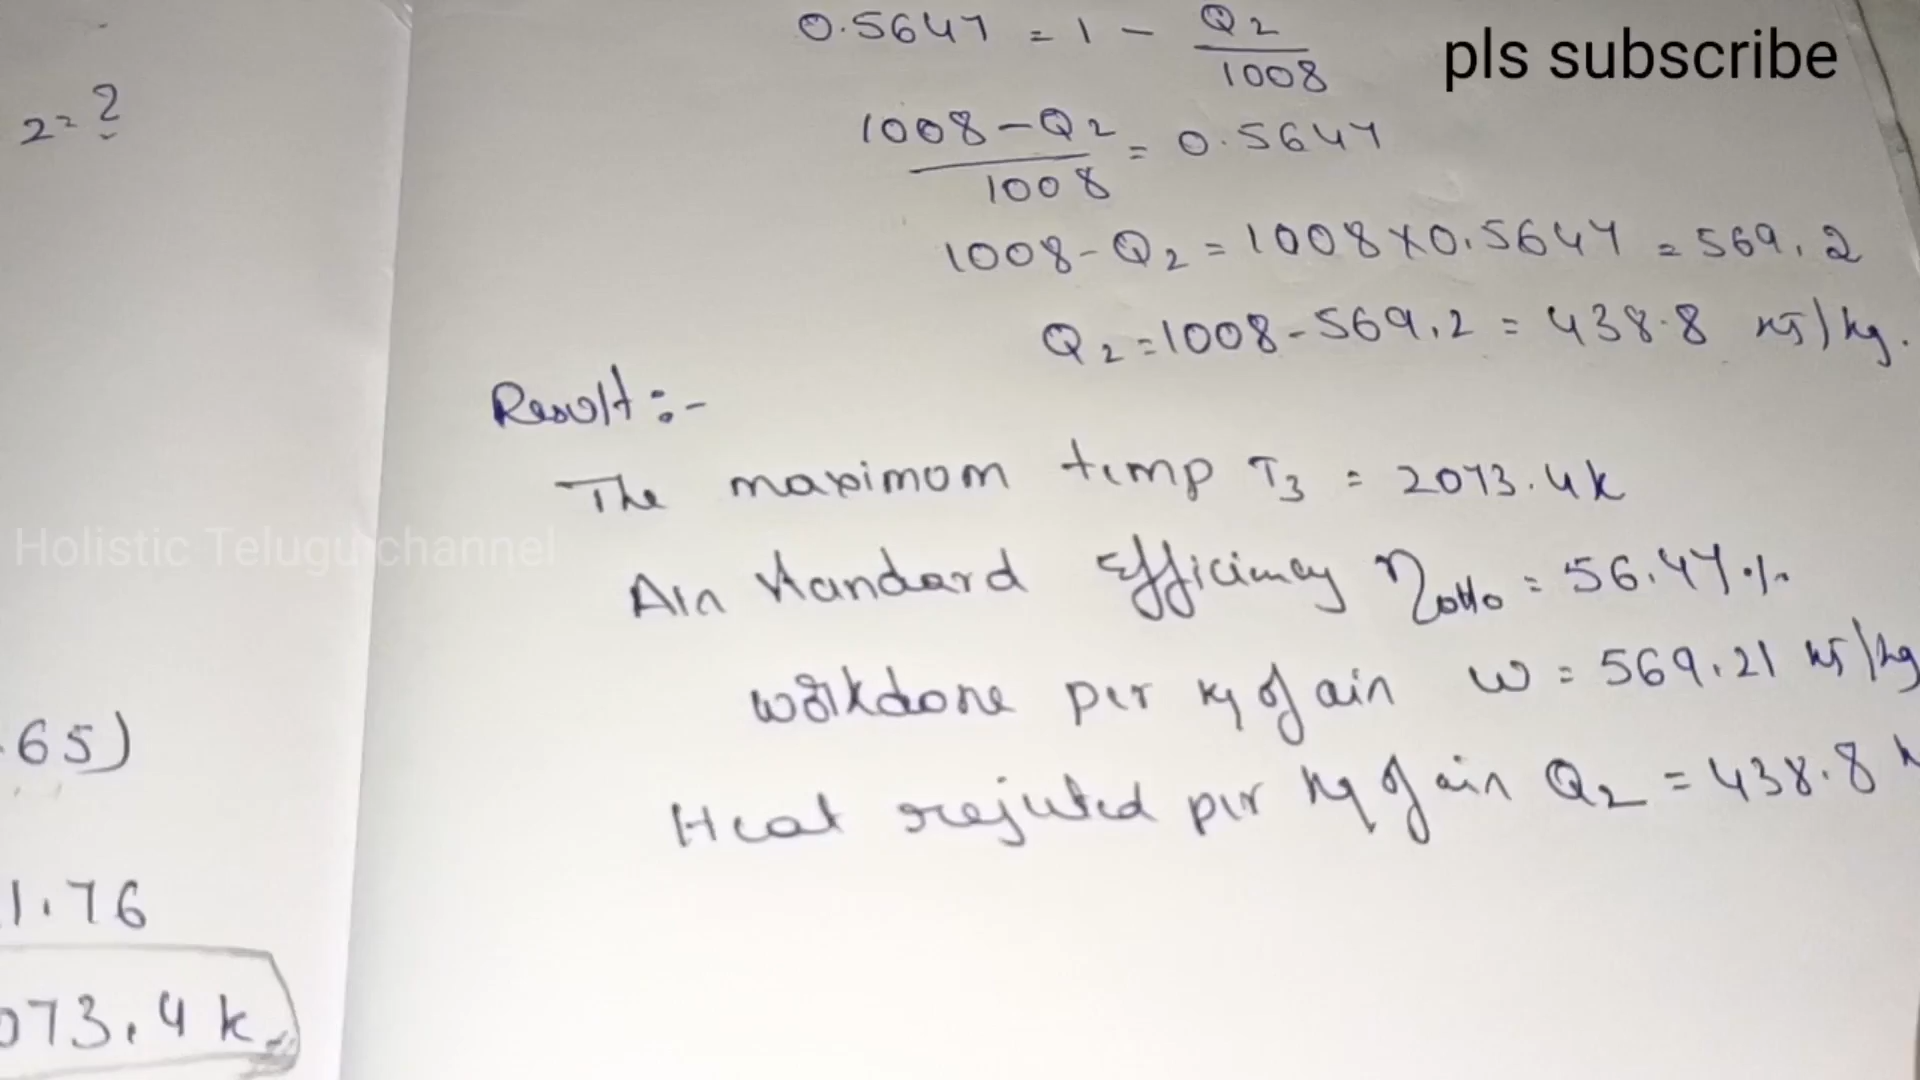 0.5647 = 1 - Q2/1008
pls subscribe
2 = ?
1008-Q2/1008 = 0.5647
1008-Q2 = 1008×0.5647 = 569.2
Q2 = 1008-569.2 = 438.8 kJ/kg.
Result:-
The maximum temp T3 = 2073.4k
Holistic Telugu channel
Air standard Efficiency ηotto = 56.47%
workdone per kg of air w = 569.21 kJ/kg
.65)
Heat rejected per kg of air Q2 = 438.8 k
1.76
073.4 k